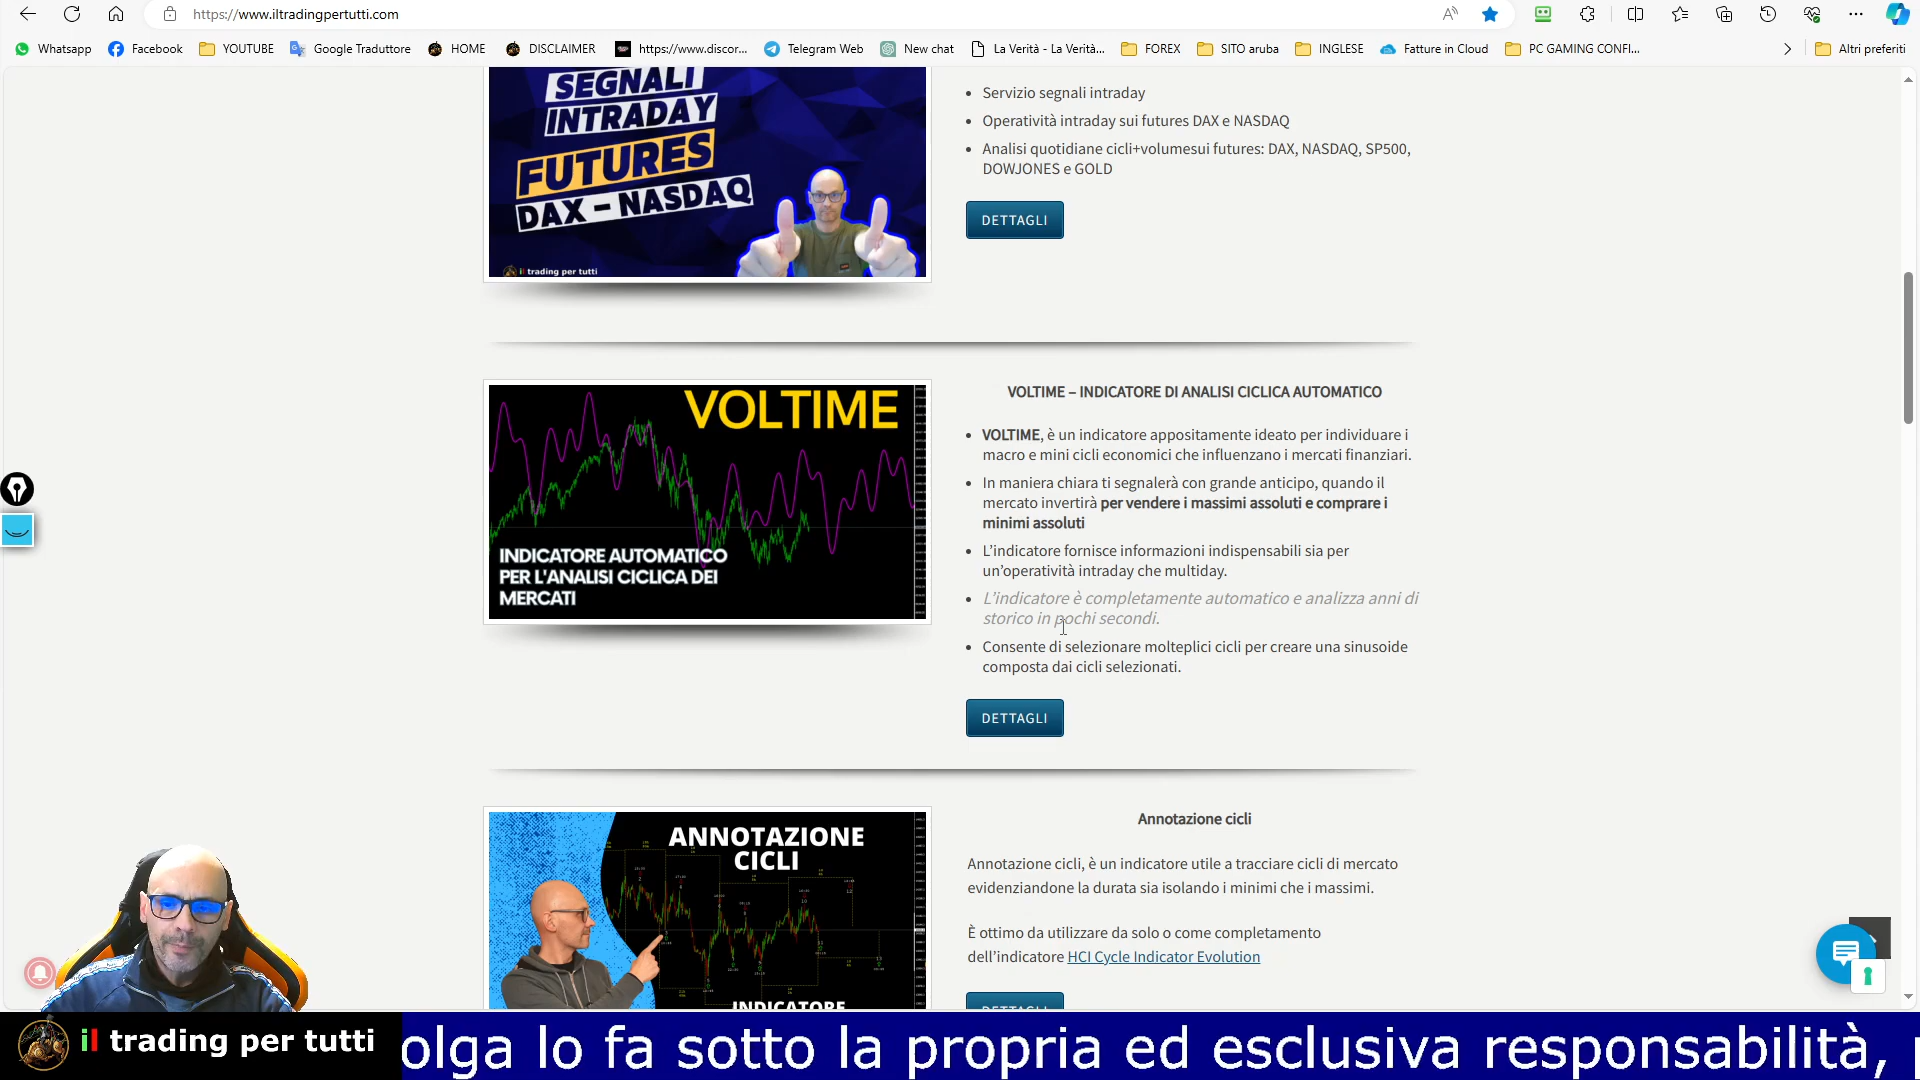 https://www.iltradingpertutti.com
Whatsapp Facebook YOUTUBE Google Traduttore HOME DISCLAIMER https://www.discor... Telegram Web New chat La Verità - La Verità... FOREX SITO aruba INGLESE Fatture in Cloud PC GAMING CONFI... Altri preferiti
SEGNALI
INTRADAY
FUTURES
DAX – NASDAQ
il trading per tutti
Servizio segnali intraday
Operatività intraday sui futures DAX e NASDAQ
Analisi quotidiane cicli+volumesui futures: DAX, NASDAQ, SP500,
DOWJONES e GOLD
DETTAGLI
VOLTIME
INDICATORE AUTOMATICO
PER L'ANALISI CICLICA DEI
MERCATI
VOLTIME – INDICATORE DI ANALISI CICLICA AUTOMATICO
VOLTIME, è un indicatore appositamente ideato per individuare i
macro e mini cicli economici che influenzano i mercati finanziari.
In maniera chiara ti segnalerà con grande anticipo, quando il
mercato invertirà per vendere i massimi assoluti e comprare i
minimi assoluti
L'indicatore fornisce informazioni indispensabili sia per
un'operatività intraday che multiday.
L'indicatore è completamente automatico e analizza anni di
storico in pochi secondi.
Consente di selezionare molteplici cicli per creare una sinusoide
composta dai cicli selezionati.
DETTAGLI
ANNOTAZIONE
CICLI
INDICATORE
Annotazione cicli
Annotazione cicli, è un indicatore utile a tracciare cicli di mercato
evidenziandone la durata sia isolando i minimi che i massimi.
È ottimo da utilizzare da solo o come completamento
dell'indicatore HCI Cycle Indicator Evolution
DETTAGLI
il trading per tutti
olga lo fa sotto la propria ed esclusiva responsabilità,